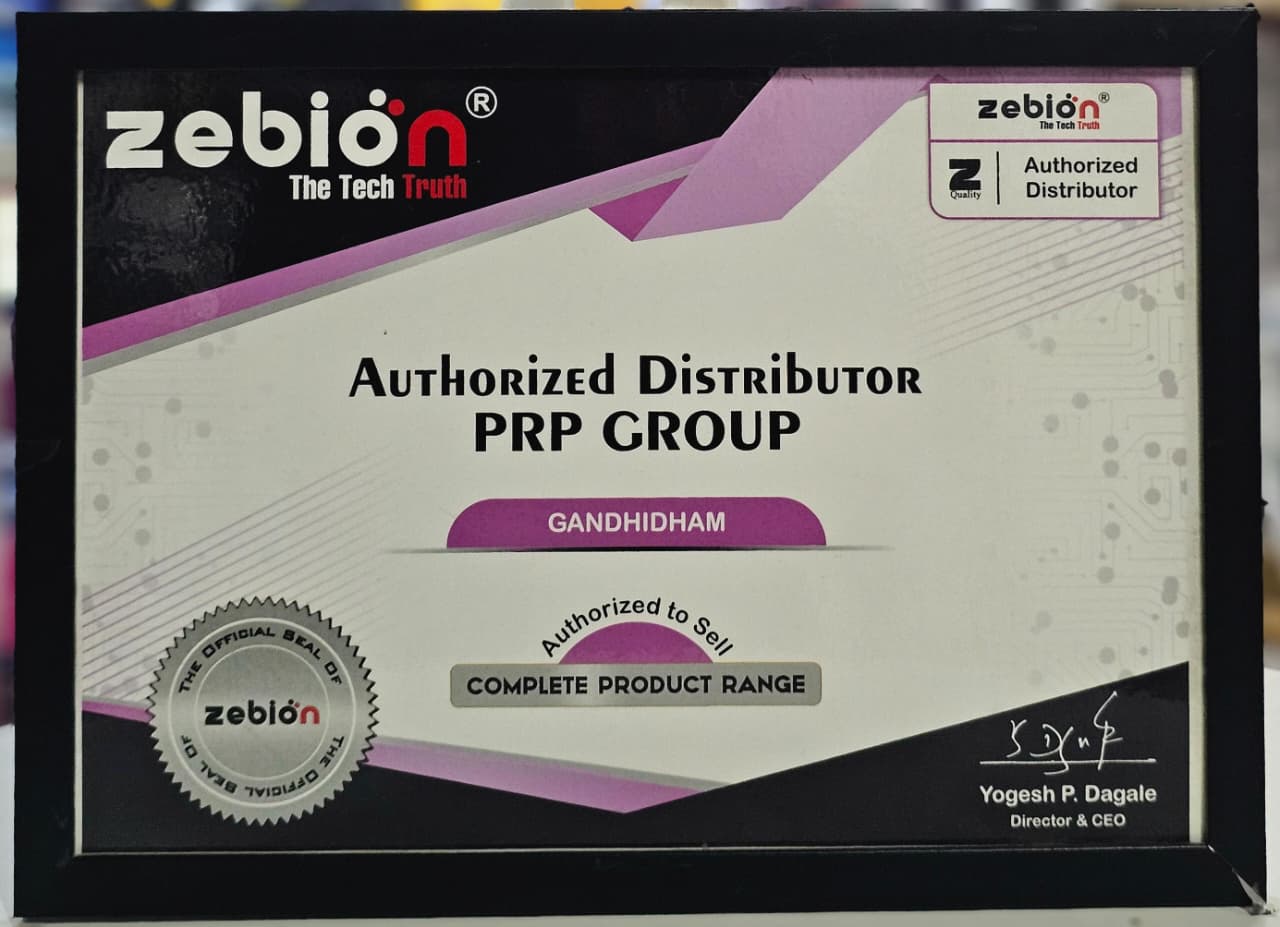 zebion®
The Tech Truth
zebion®
The Tech Truth
Z
Quality
Authorized
Distributor
Authorized Distributor
PRP GROUP
GANDHIDHAM
Authorized to Sell
COMPLETE PRODUCT RANGE
THE OFFICIAL SEAL OF
zebion
THE OFFICIAL SEAL OF
Yogesh P. Dagale
Director & CEO